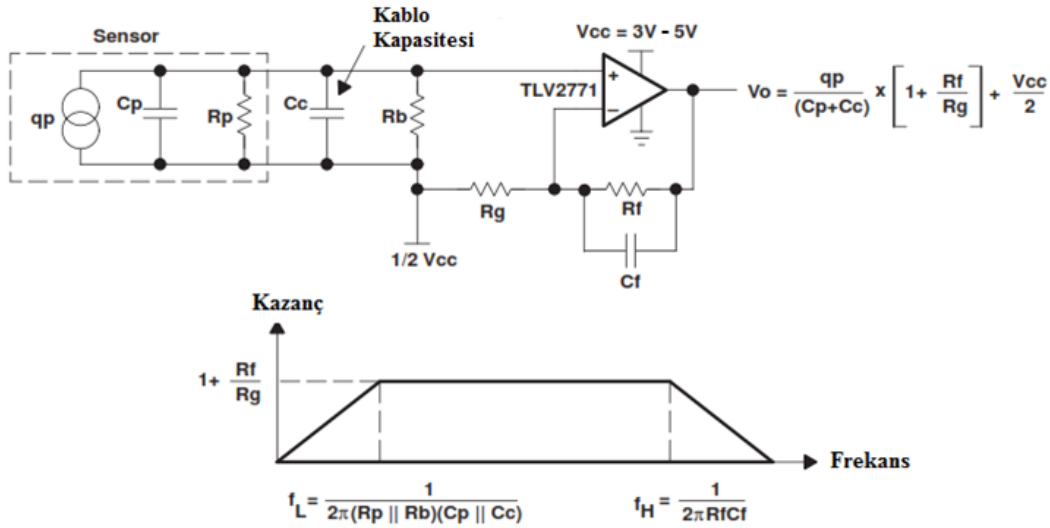 Sensor
Kablo
Kapasitesi
Vcc = 3V - 5V
qp
Cp
Rp
Cc
Rb
+
−
TLV2771
Vo = qp / (Cp+Cc) x [ 1+ Rf / Rg ] + Vcc / 2
Rg
Rf
Cf
1/2 Vcc
Kazanç
1+ Rf / Rg
Frekans
fL= 1 / 2π(Rp || Rb)(Cp || Cc)
fH= 1 / 2πRfCf